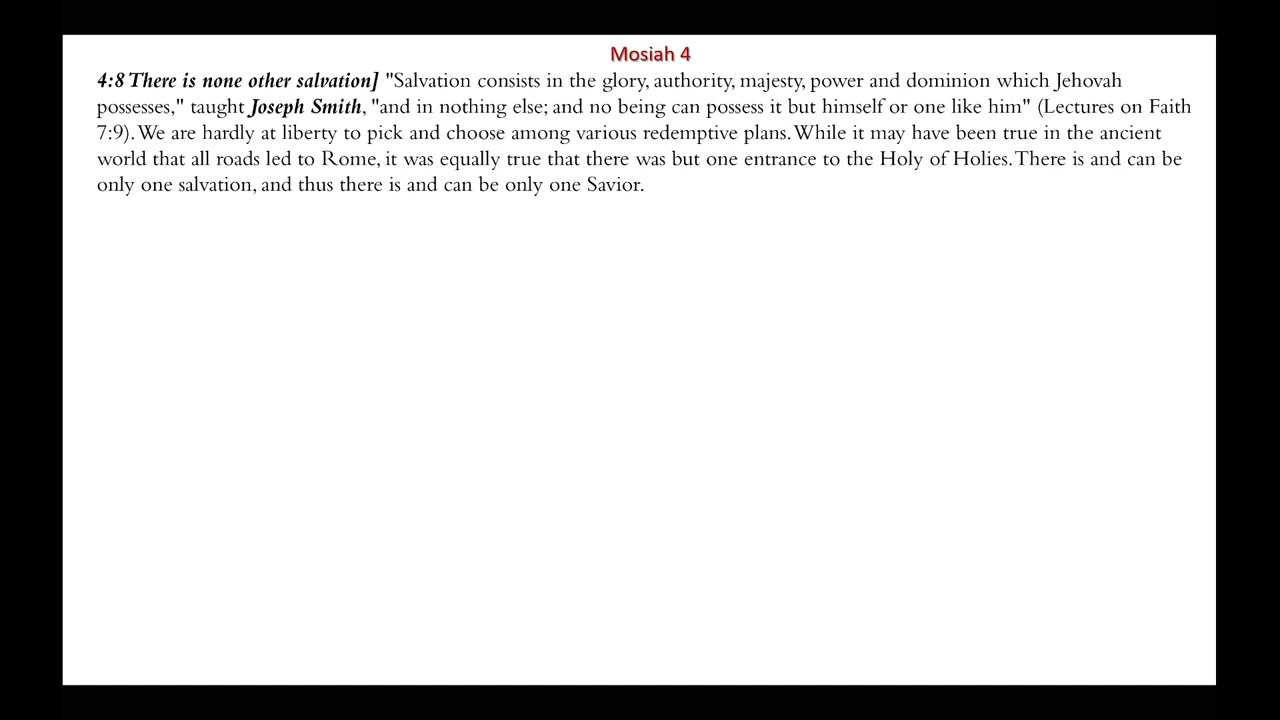 Mosiah 4
4:8 There is none other salvation] "Salvation consists in the glory, authority, majesty, power and dominion which Jehovah
possesses," taught Joseph Smith, "and in nothing else; and no being can possess it but himself or one like him" (Lectures on Faith
7:9). We are hardly at liberty to pick and choose among various redemptive plans. While it may have been true in the ancient
world that all roads led to Rome, it was equally true that there was but one entrance to the Holy of Holies. There is and can be
only one salvation, and thus there is and can be only one Savior.